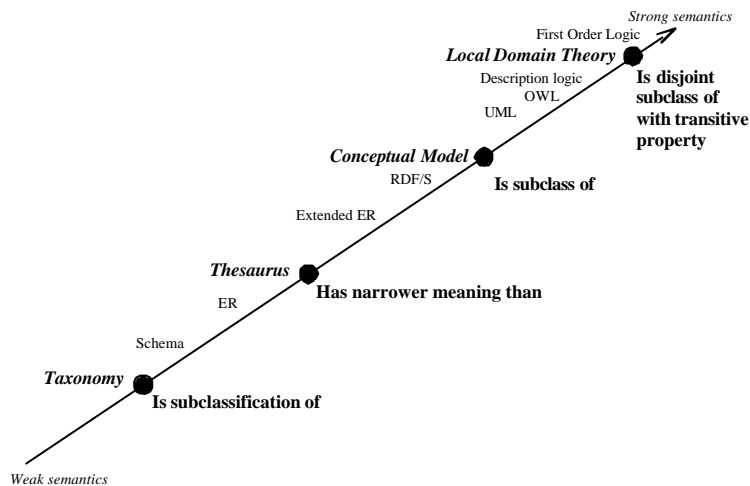 Strong semantics
First Order Logic
Local Domain Theory
Is disjoint
subclass of
with transitive
property
Description logic
OWL
UML
Conceptual Model
Is subclass of
RDF/S
Extended ER
Thesaurus
Has narrower meaning than
ER
Schema
Taxonomy
Is subclassification of
Weak semantics